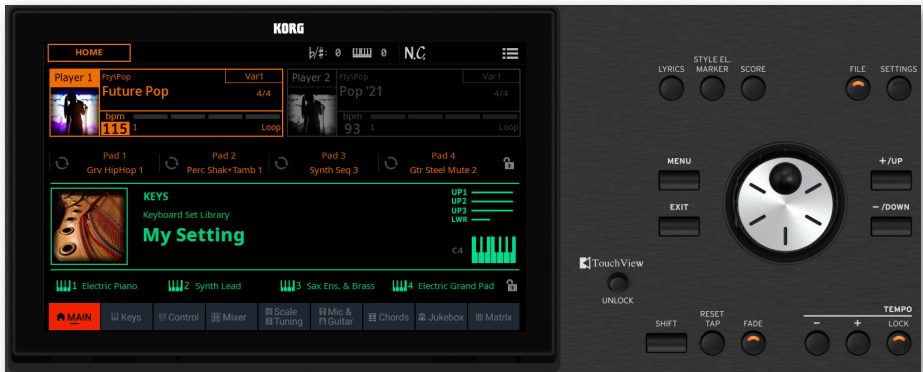 KORG
HOME
♭/#: 0 0 N.C.
Player 1 Fty\Pop Var1
Future Pop 4/4
bpm
115 1 Loop
Player 2 Fty\Pop Var1
Pop '21 4/4
bpm
93 1 Loop
Pad 1
Grv HipHop 1
Pad 2
Perc Shak+Tamb 1
Pad 3
Synth Seq 3
Pad 4
Gtr Steel Mute 2
KEYS
Keyboard Set Library
My Setting
UP1
UP2
UP3
LWR
C4
1 Electric Piano
2 Synth Lead
3 Sax Ens. & Brass
4 Electric Grand Pad
MAIN
Keys
Control
Mixer
Scale
Tuning
Mic &
Guitar
Chords
Jukebox
Matrix
LYRICS
STYLE EL.
MARKER
SCORE
FILE
SETTINGS
MENU
+/UP
EXIT
−/DOWN
TouchView
UNLOCK
SHIFT
RESET
TAP
FADE
TEMPO
−
+
LOCK